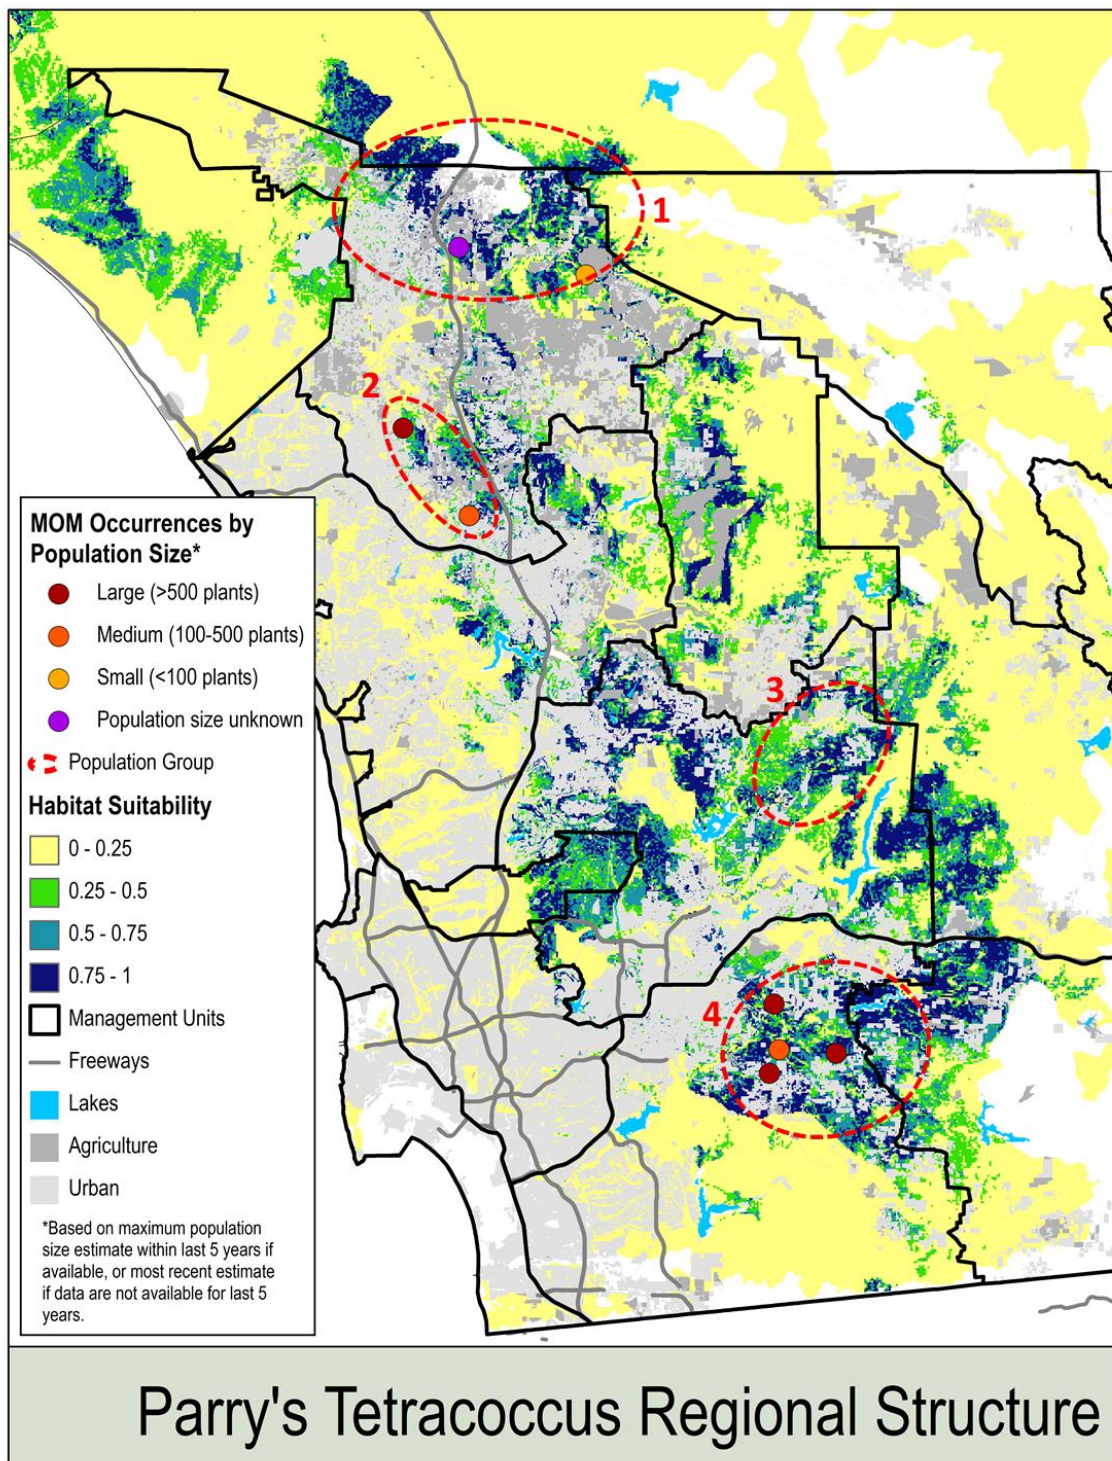 1
2
3
4
MOM Occurrences by
Population Size*
Large (>500 plants)
Medium (100-500 plants)
Small (<100 plants)
Population size unknown
Population Group
Habitat Suitability
0 - 0.25
0.25 - 0.5
0.5 - 0.75
0.75 - 1
Management Units
Freeways
Lakes
Agriculture
Urban
*Based on maximum population
size estimate within last 5 years if
available, or most recent estimate
if data are not available for last 5
years.
Parry's Tetracoccus Regional Structure